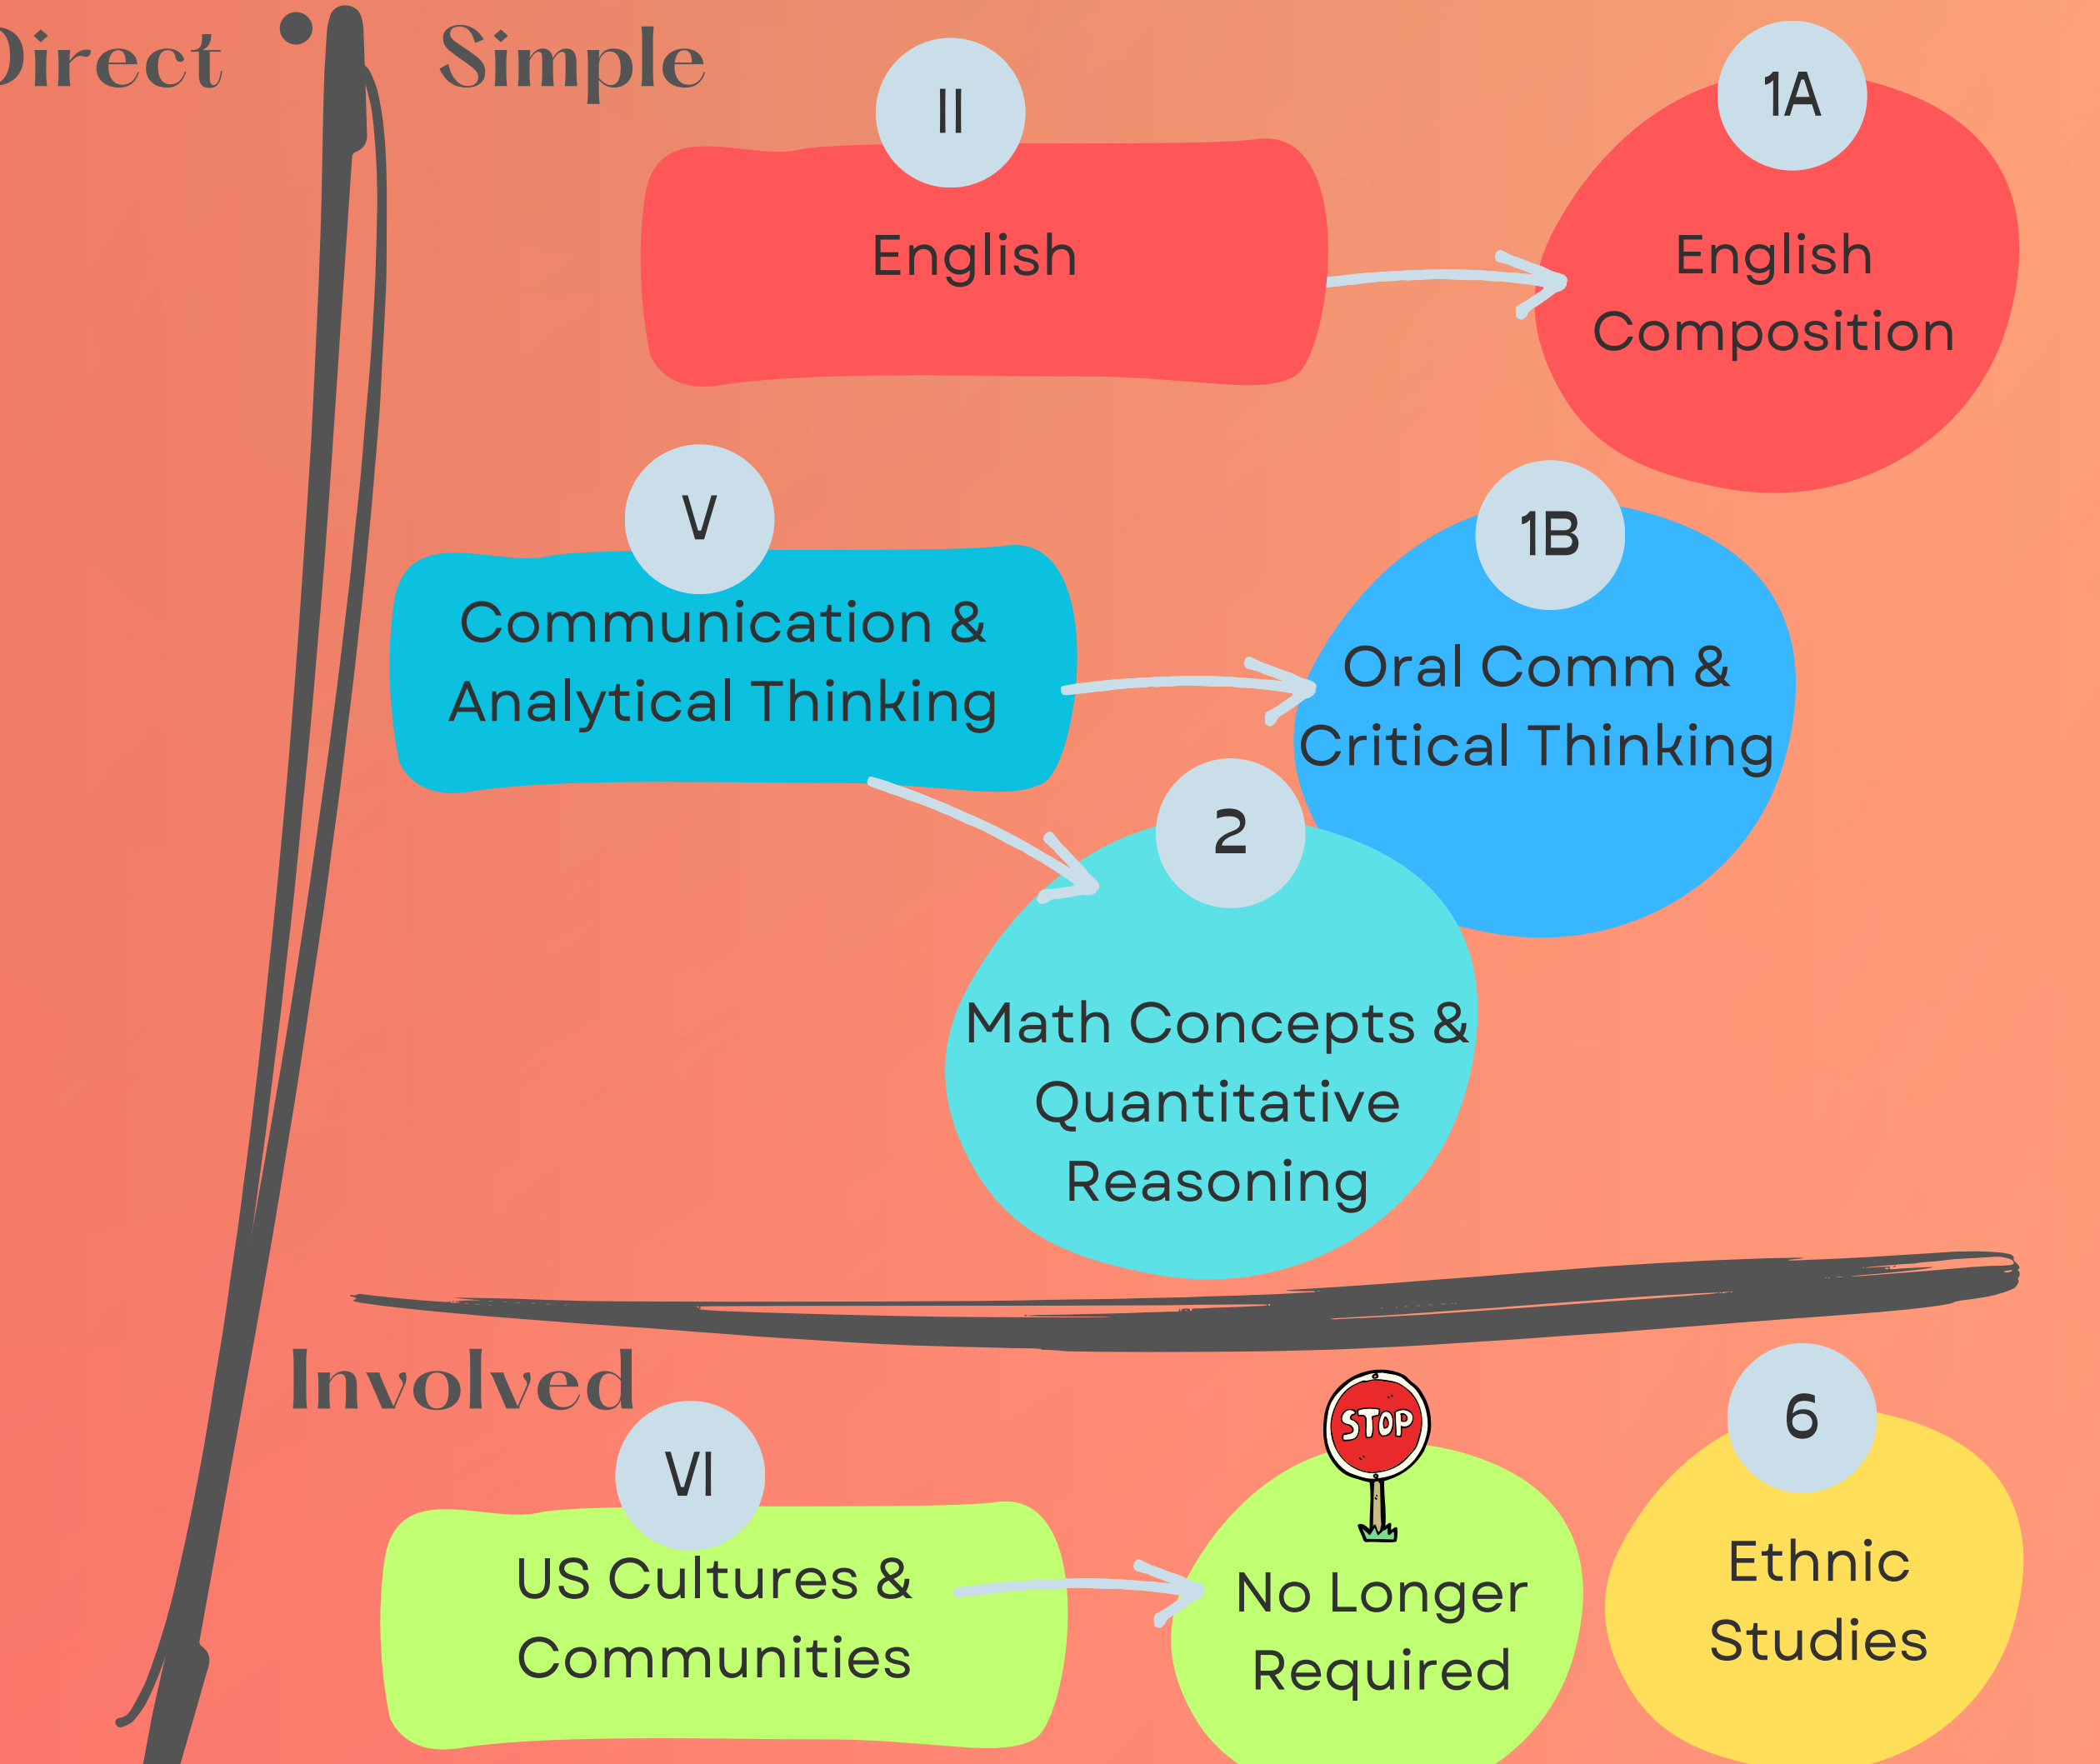 Direct
Simple
II
English
1A
English
Composition
V
Communication &
Analytical Thinking
1B
Oral Comm &
Critical Thinking
2
Math Concepts &
Quantitative
Reasoning
Involved
VI
US Cultures &
Communities
STOP
No Longer
Required
6
Ethnic
Studies